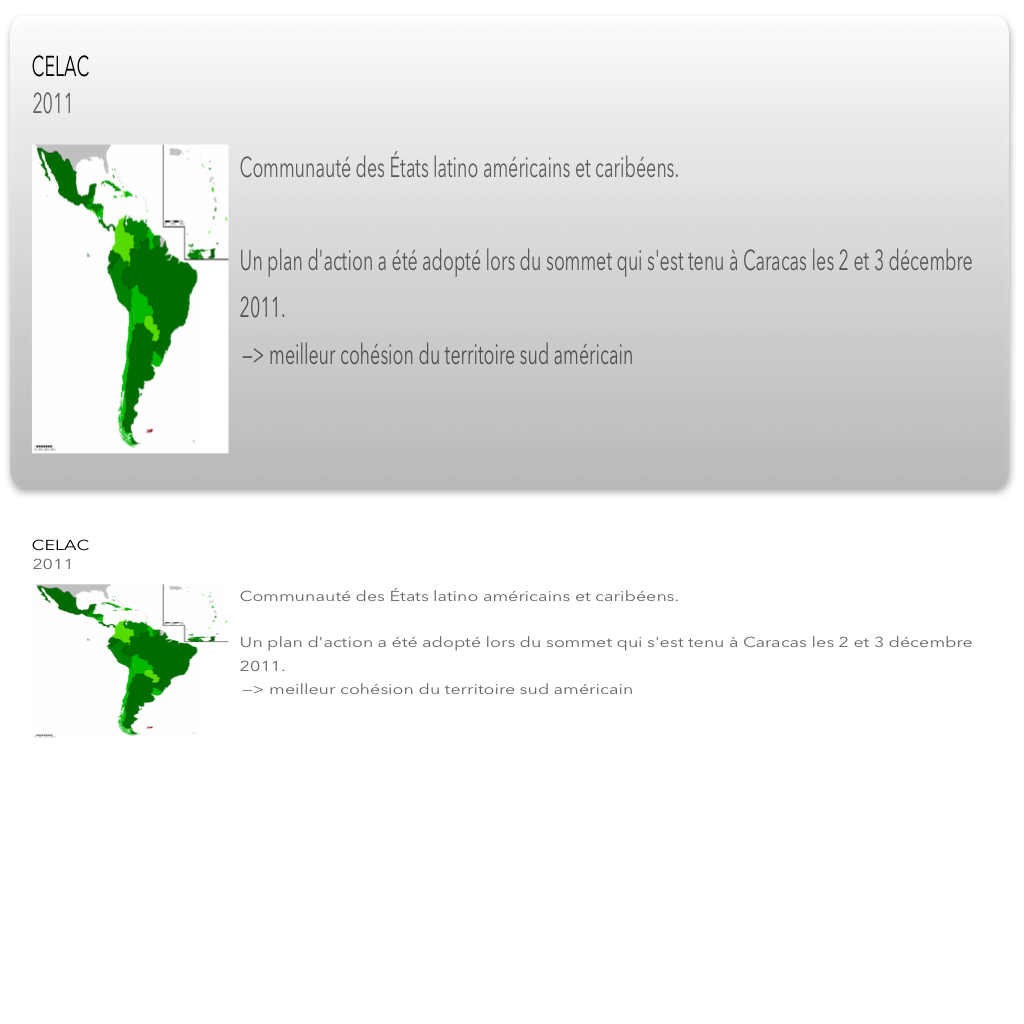 CELAC
2011
Communauté des États latino américains et caribéens.
Un plan d'action a été adopté lors du sommet qui s'est tenu à Caracas les 2 et 3 décembre
2011.
—> meilleur cohésion du territoire sud américain
CELAC
2011
Communauté des États latino américains et caribéens.
Un plan d'action a été adopté lors du sommet qui s'est tenu à Caracas les 2 et 3 décembre
2011.
—> meilleur cohésion du territoire sud américain